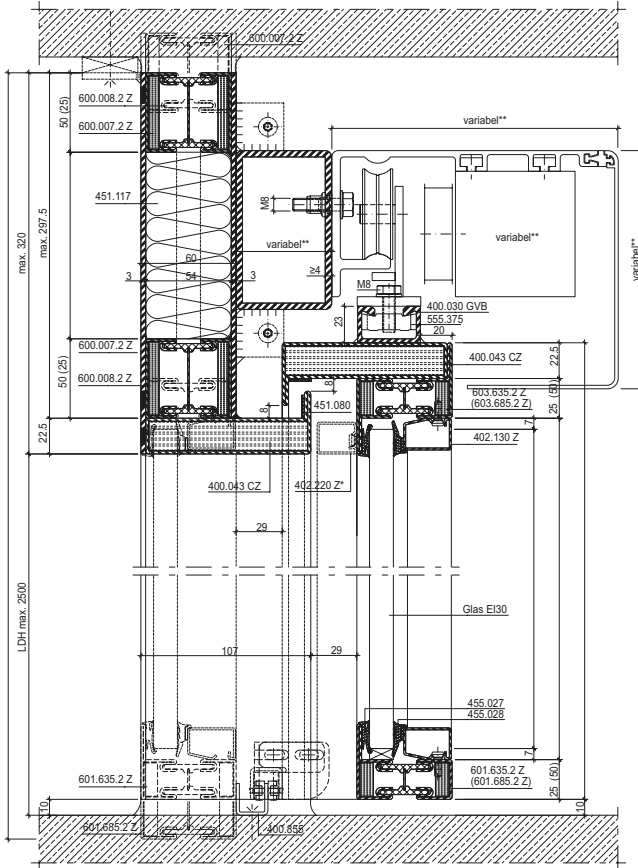 600.007.2 Z
600.008.2 Z
600.007.2 Z
50 (25)
variabel**
451.117
M8
variabel**
variabel**
variabel**
max. 320
max. 297.5
60
3
54
3
≥4
M8
400.030 GVB
555.375
23
20
600.007.2 Z
600.008.2 Z
50 (25)
400.043 CZ
22.5
8
8
451.080
603.635.2 Z
(603.685.2 Z)
25 (50)
7
402.130 Z
22.5
400.043 CZ
402.220 Z*
29
Glas EI30
LDH max. 2500
107
29
455.027
455.028
7
601.635.2 Z
601.635.2 Z
(601.685.2 Z)
25 (50)
10
10
601.685.2 Z
400.855